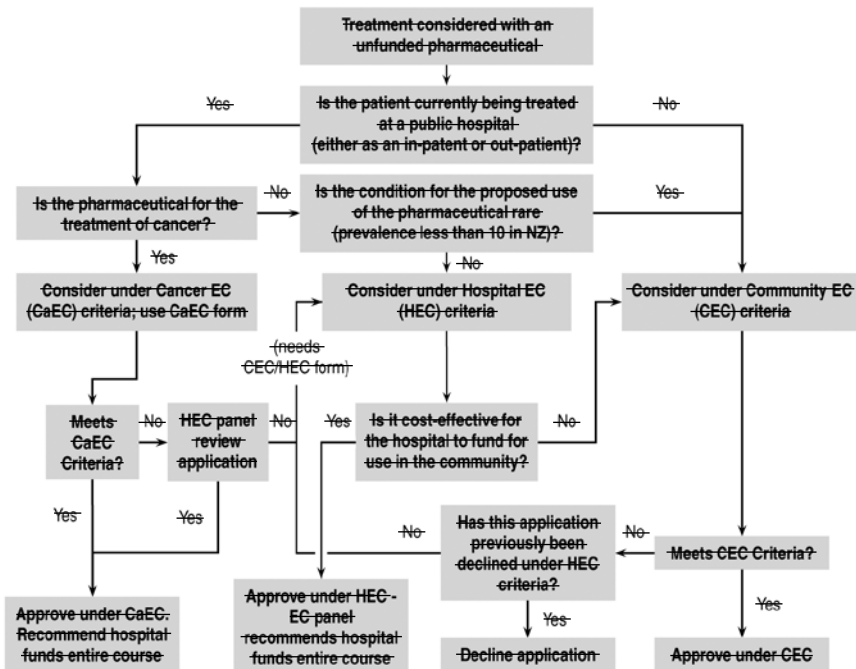 Treatment considered with an
unfunded pharmaceutical
Yes
Is the patient currently being treated
at a public hospital
(either as an in-patent or out-patient)?
No
Is the pharmaceutical for the
treatment of cancer?
No
Is the condition for the proposed use
of the pharmaceutical rare
(prevalence less than 10 in NZ)?
Yes
Yes
No
Consider under Cancer EC
(CaEC) criteria; use CaEC form
Consider under Hospital EC
(HEC) criteria
Consider under Community EC
(CEC) criteria
(needs
CEC/HEC form)
Meets
CaEC
Criteria?
No
HEC panel
review
application
No
Yes
Is it cost-effective for
the hospital to fund for
use in the community?
No
Yes
Yes
No
Has this application
previously been
declined under HEC
criteria?
No
Meets CEC Criteria?
Yes
Yes
Approve under CaEC.
Recommend hospital
funds entire course
Approve under HEC -
EC panel
recommends hospital
funds entire course
Decline application
Approve under CEC